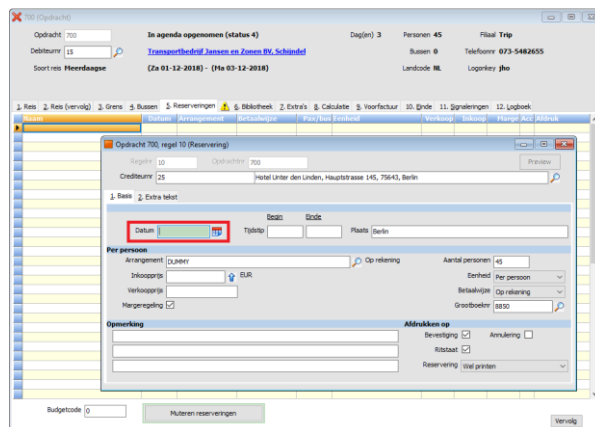 700 (Opdracht)
Opdracht 700 In agenda opgenomen (status 4) Dag(en) 3 Personen 45 Filiaal Trip
Debiteurnr 15 Transportbedrijf Jansen en Zonen BV, Schijndel Bussen 0 Telefoonnr 073-5482655
Soort reis Meerdaagse (Za 01-12-2018) - (Ma 03-12-2018) Landcode NL Logonkey jho
1. Reis 2. Reis (vervolg) 3. Grens 4. Bussen 5. Reserveringen 6. Bibliotheek 7. Extra's 8. Calculatie 9. Voorfactuur 10. Einde 11. Signaleringen 12. Logboek
Naam Datum Arrangement Betaalwijze Pax/bus Eenheid Verkoop Inkoop Marge Acc Afdruk
Opdracht 700, regel 10 (Reservering)
Regelnr 10 Opdrachtnr 700 Preview
Crediteurnr 25 Hotel Unter den Linden, Hauptstrasse 145, 75643, Berlin
1. Basis 2. Extra tekst
Begin Einde
Datum Tijdstip Plaats Berlin
Per persoon
Arrangement DUMMY Op rekening Aantal personen 45
Inkoopprijs EUR Eenheid Per persoon
Verkoopprijs Betaalwijze Op rekening
Margeregeling Grootboeknr 8850
Opmerking Afdrukken op
Bevestiging Annulering
Ritstaat
Reservering Wel printen
Budgetcode 0 Muteren reserveringen
Vervolg